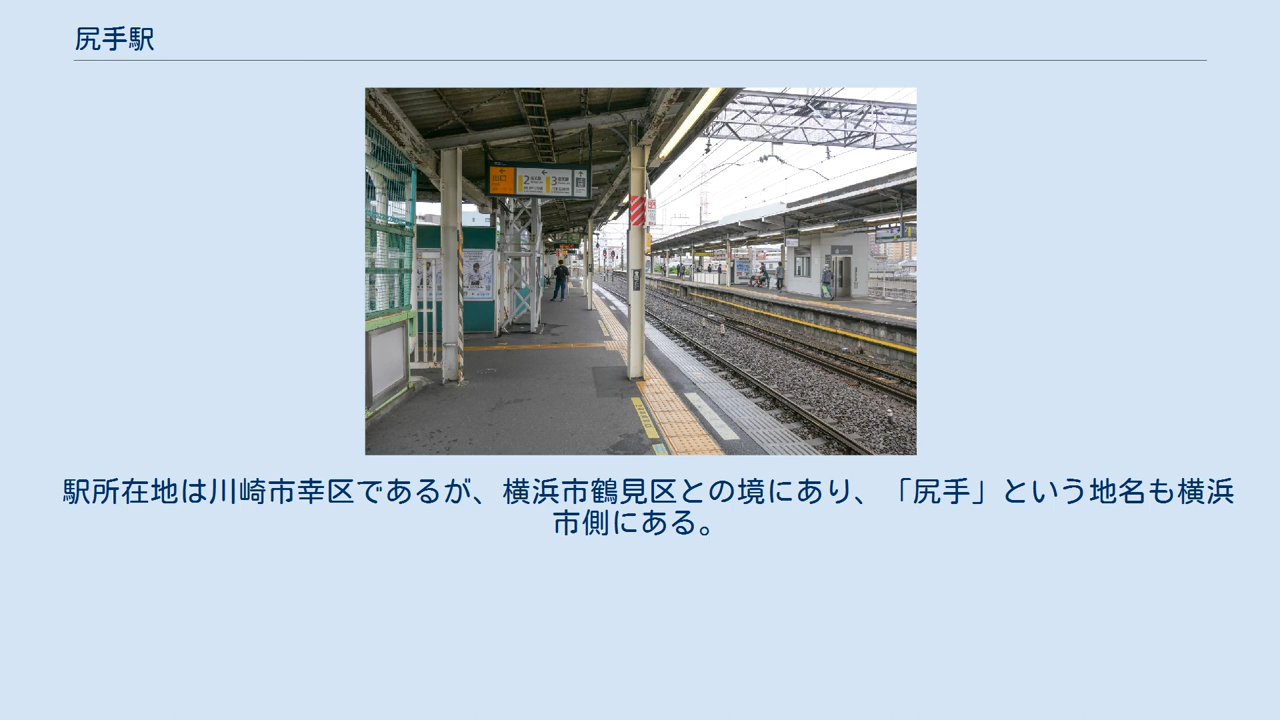 尻手駅
2 3
駅所在地は川崎市幸区であるが、横浜市鶴見区との境にあり、「尻手」という地名も横浜
市側にある。